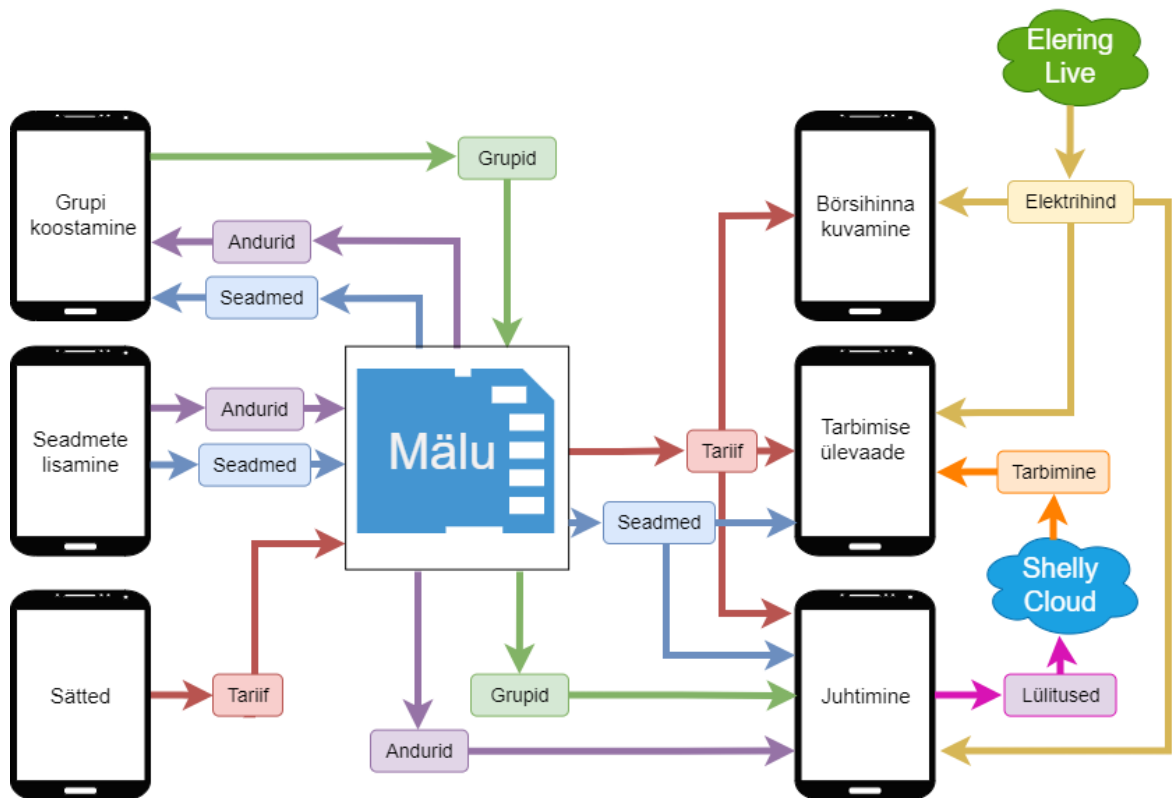 Elering
Live
Grupi
koostamine
Grupid
Andurid
Seadmed
Börsihinna
kuvamine
Elektrihind
Seadmete
lisamine
Andurid
Seadmed
Mälu
Tariif
Seadmed
Tarbimise
ülevaade
Tarbimine
Shelly
Cloud
Sätted
Tariif
Grupid
Andurid
Juhtimine
Lülitused